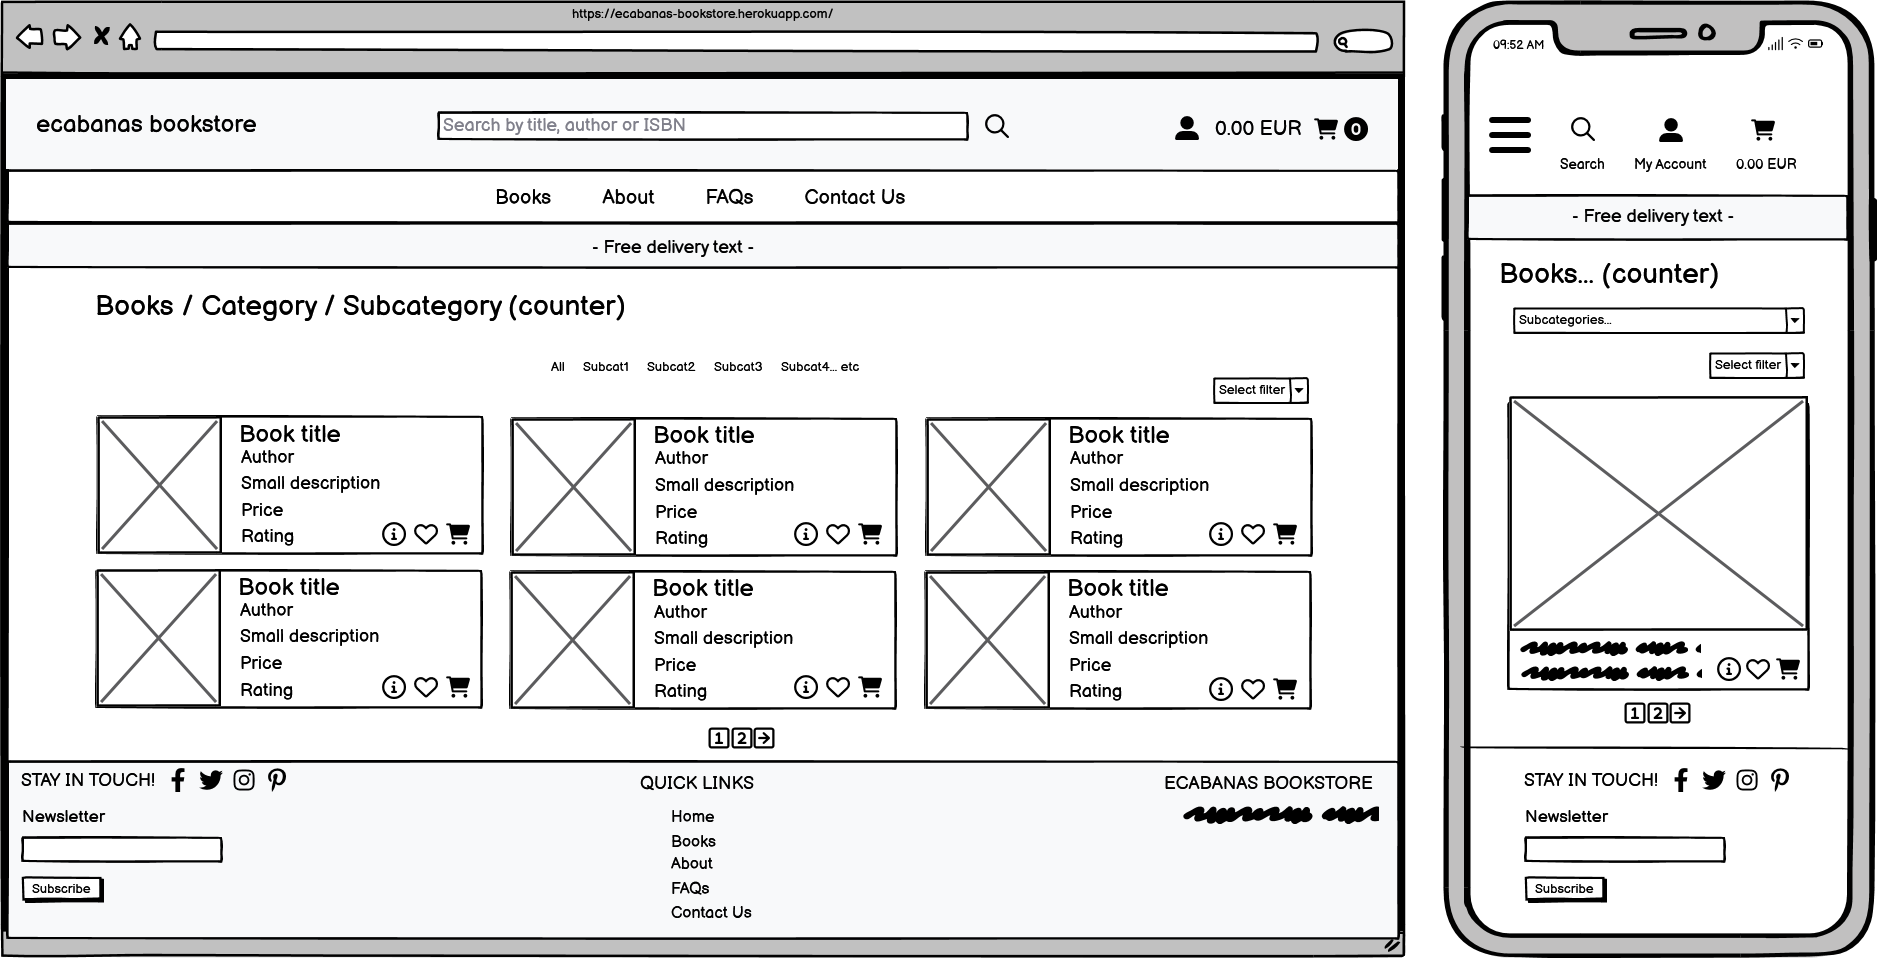 https://ecabanas-bookstore.herokuapp.com/
ecabanas bookstore
Search by title, author or ISBN
0.00 EUR 0
Books About FAQs Contact Us
- Free delivery text -
Books / Category / Subcategory (counter)
All Subcat1 Subcat2 Subcat3 Subcat4... etc
Select filter
Book title
Author
Small description
Price
Rating
Book title
Author
Small description
Price
Rating
Book title
Author
Small description
Price
Rating
Book title
Author
Small description
Price
Rating
Book title
Author
Small description
Price
Rating
Book title
Author
Small description
Price
Rating
1 2
STAY IN TOUCH!
Newsletter
Subscribe
QUICK LINKS
Home
Books
About
FAQs
Contact Us
ECABANAS BOOKSTORE
09:52 AM
Search My Account 0.00 EUR
- Free delivery text -
Books... (counter)
Subcategories...
Select filter
1 2
STAY IN TOUCH!
Newsletter
Subscribe